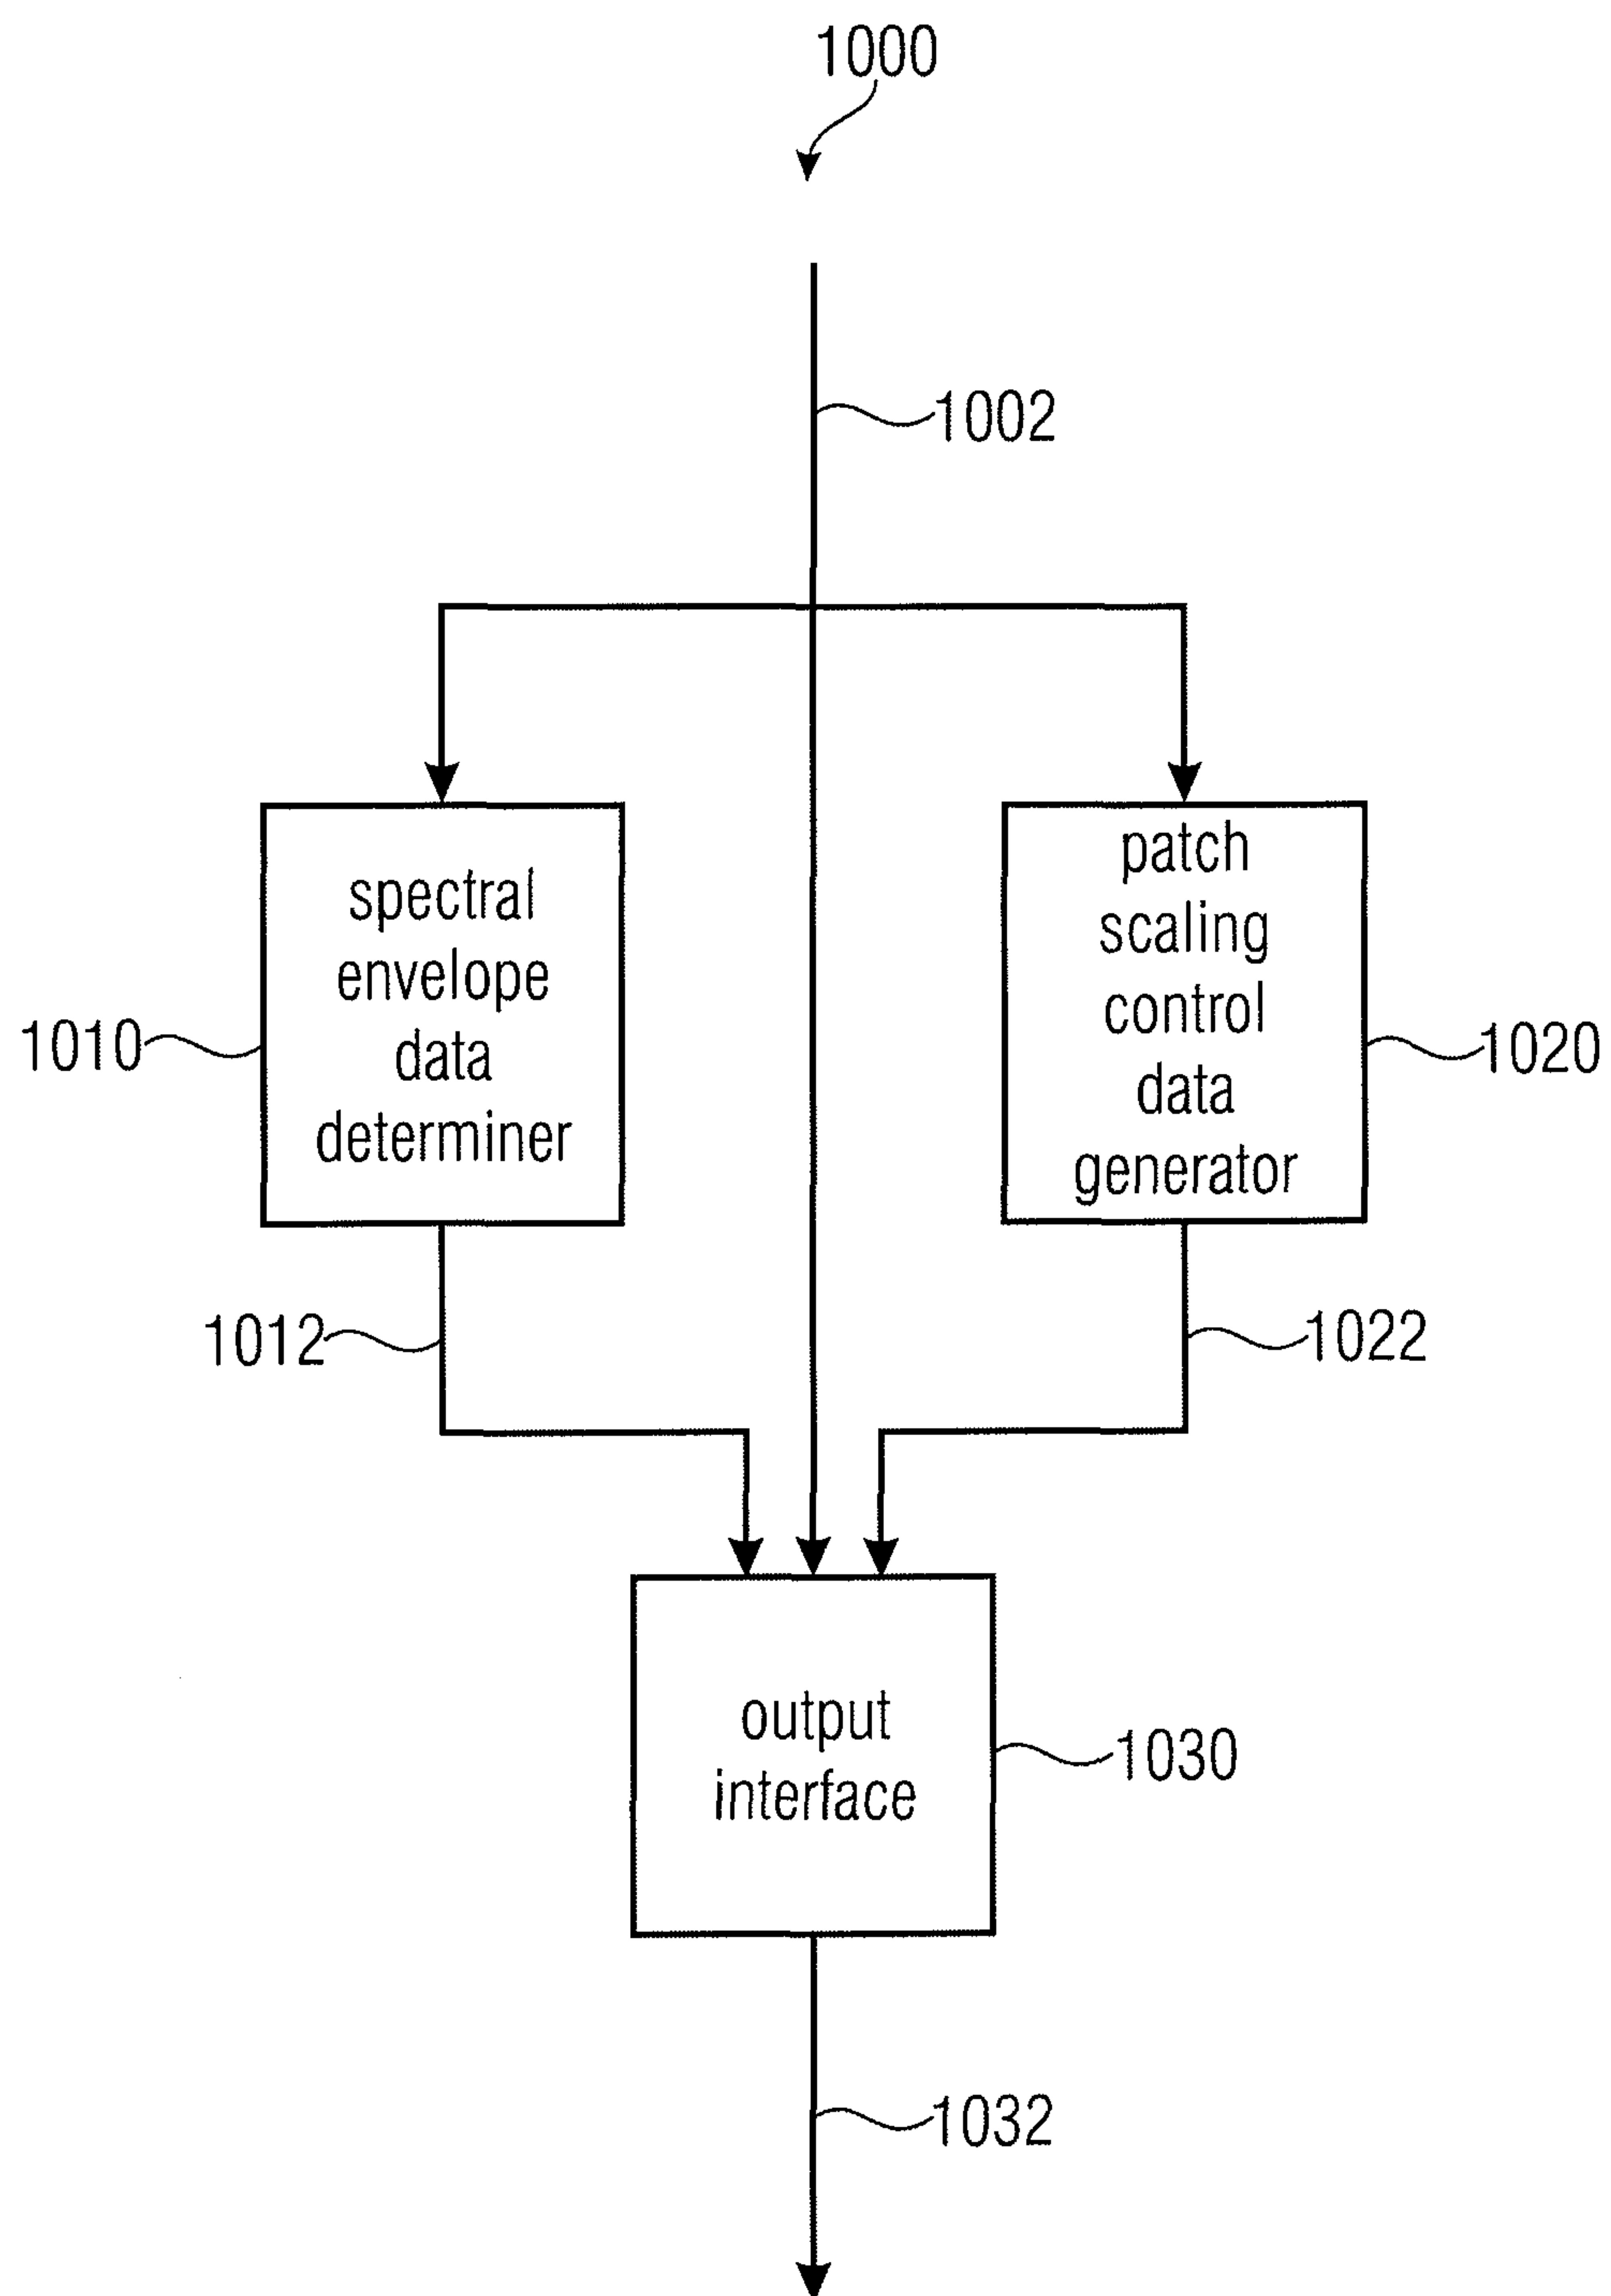 1000
1002
spectral
envelope
data
determiner
1010
patch
scaling
control
data
generator
1020
1012
1022
output
interface
1030
1032